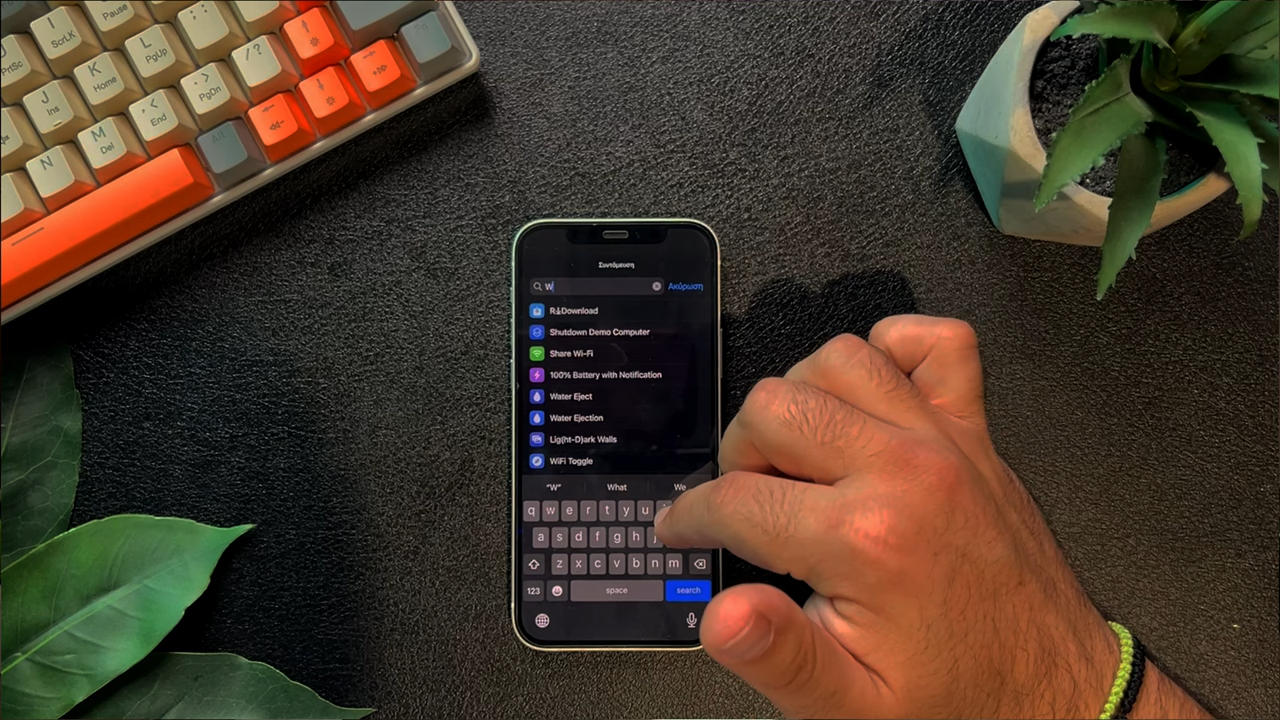 I
ScrLK
Pause
PrtSc
L
PgUp
/?
K
Home
:>
PgDn
J
Ins
:<
End
M
Del
N
Alt
Συντόμευση
W
Ακύρωση
R⤓Download
Shutdown Demo Computer
Share Wi-Fi
100% Battery with Notification
Water Eject
Water Ejection
Lig(ht-D)ark Walls
WiFi Toggle
"W" What We
q w e r t y u
a s d f g h j
z x c v b n m
123 space search